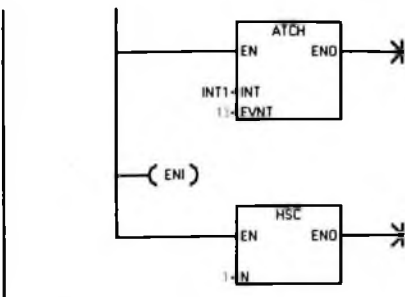 ATCH
EN ENO
INT1 INT
13 EVNT
( ENI )
HSC
EN ENO
1 N